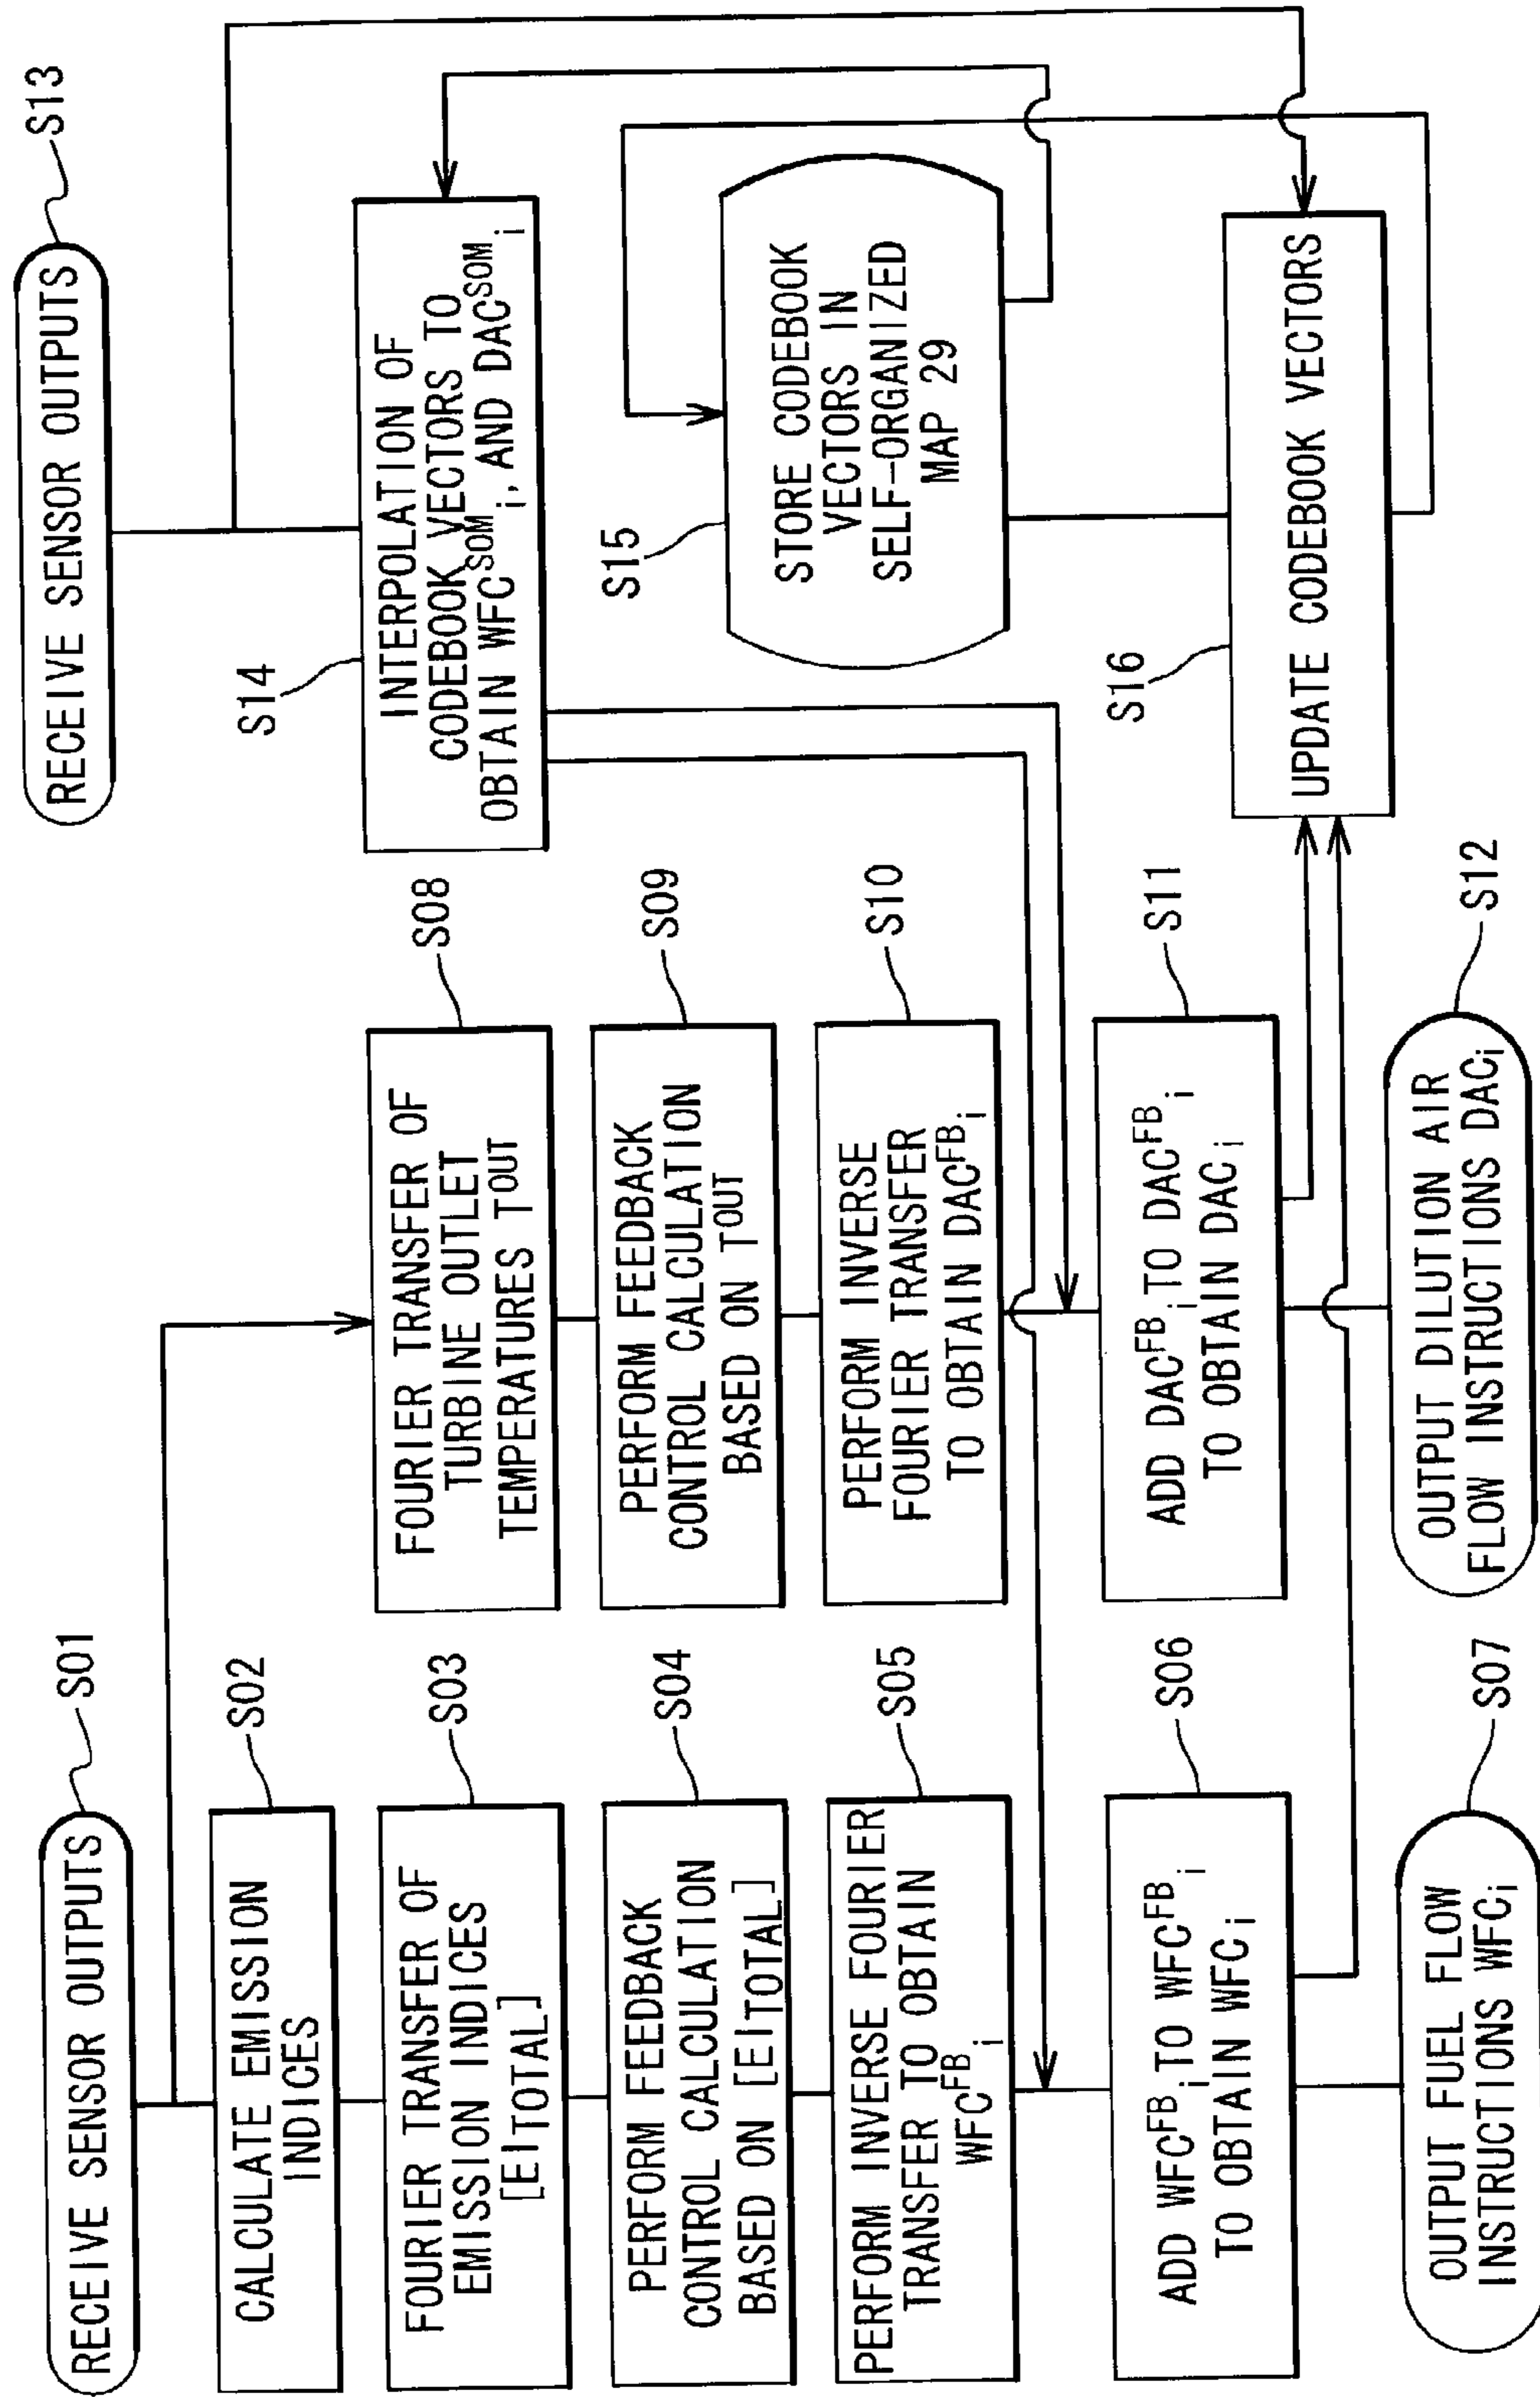 RECEIVE SENSOR OUTPUTS
S01
CALCULATE EMISSION
INDICES
S02
FOURIER TRANSFER OF
EMISSION INDICES
[EITOTAL]
S03
PERFORM FEEDBACK
CONTROL CALCULATION
BASED ON [EITOTAL]
S04
PERFORM INVERSE FOURIER
TRANSFER TO OBTAIN
WFC^FB_i
S05
ADD WFC^FB_i TO WFC^FB_i
TO OBTAIN WFC_i
S06
OUTPUT FUEL FLOW
INSTRUCTIONS WFC_i
S07
FOURIER TRANSFER OF
TURBINE OUTLET
TEMPERATURES T^OUT
S08
PERFORM FEEDBACK
CONTROL CALCULATION
BASED ON T^OUT
S09
PERFORM INVERSE
FOURIER TRANSFER
TO OBTAIN DAC^FB_i
S10
ADD DAC^FB_i TO DAC^FB_i
TO OBTAIN DAC_i
S11
OUTPUT DILUTION AIR
FLOW INSTRUCTIONS DAC_i
S12
RECEIVE SENSOR OUTPUTS
S13
INTERPOLATION OF
CODEBOOK VECTORS TO
OBTAIN WFC^SOM_i, AND DAC^SOM_i
S14
STORE CODEBOOK
VECTORS IN
SELF-ORGANIZED
MAP 29
S15
UPDATE CODEBOOK VECTORS
S16